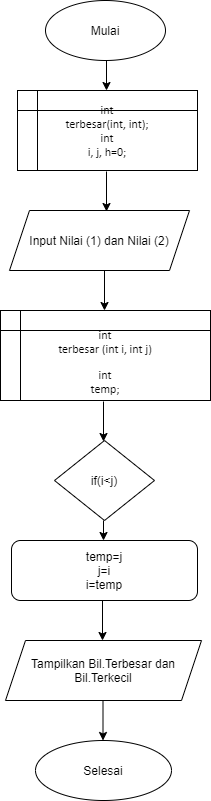 Mulai
int
terbesar(int, int);
int
i, j, h=0;
Input Nilai (1) dan Nilai (2)
int
terbesar (int i, int j)
int
temp;
if(i<j)
temp=j
j=i
i=temp
Tampilkan Bil.Terbesar dan
Bil.Terkecil
Selesai